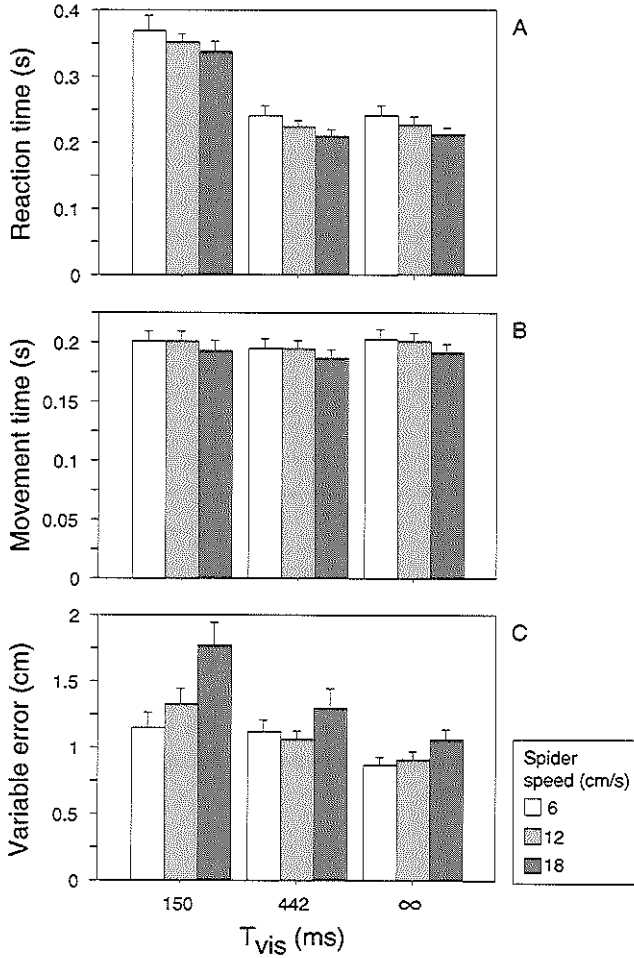 A
Reaction time (s)
0.4
0.3
0.2
0.1
0
B
Movement time (s)
0.2
0.15
0.1
0.05
0
C
Variable error (cm)
2
1.5
1
0.5
0
150 442 ∞
Tvis (ms)
Spider
speed (cm/s)
6
12
18